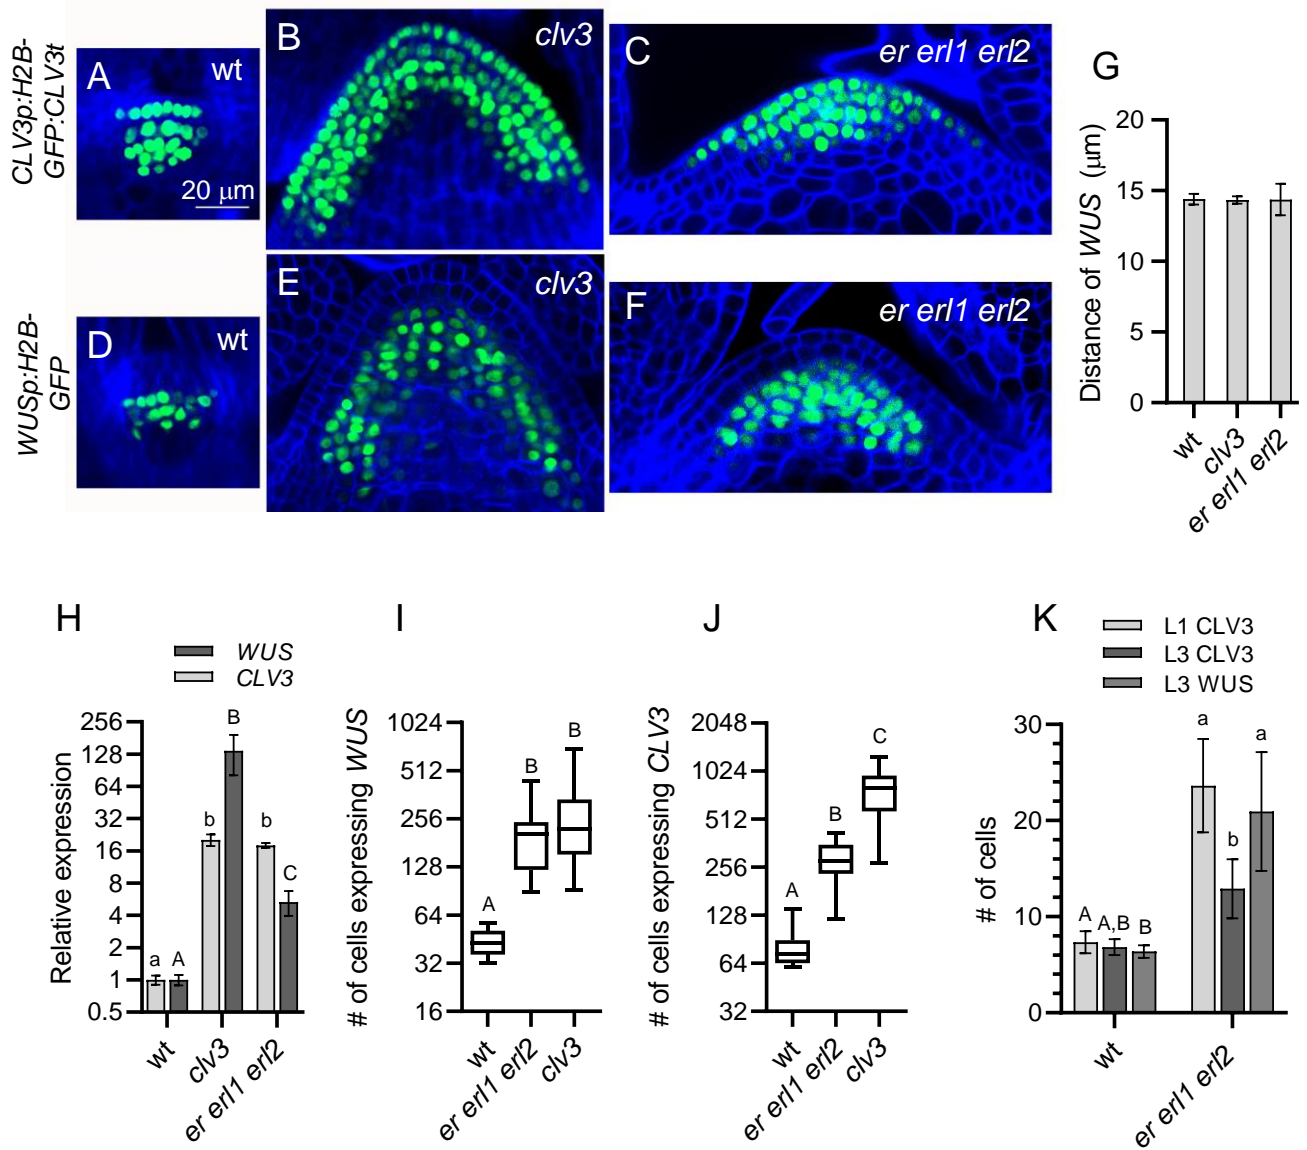 CLV3p:H2B-
GFP:CLV3t
A
wt
20 μm
B
clv3
C
er erl1 erl2
WUSp:H2B-
GFP
D
wt
E
clv3
F
er erl1 erl2
G
Distance of WUS (μm)
20
15
10
5
0
wt
clv3
er erl1 erl2
H
WUS
CLV3
Relative expression
256
128
64
32
16
8
4
2
1
0.5
a
A
b
B
b
C
wt
clv3
er erl1 erl2
I
# of cells expressing WUS
1024
512
256
128
64
32
16
A
B
B
wt
er erl1 erl2
clv3
J
# of cells expressing CLV3
2048
1024
512
256
128
64
32
A
B
C
wt
er erl1 erl2
clv3
K
L1 CLV3
L3 CLV3
L3 WUS
# of cells
30
20
10
0
A
A,B
B
a
b
a
wt
er erl1 erl2